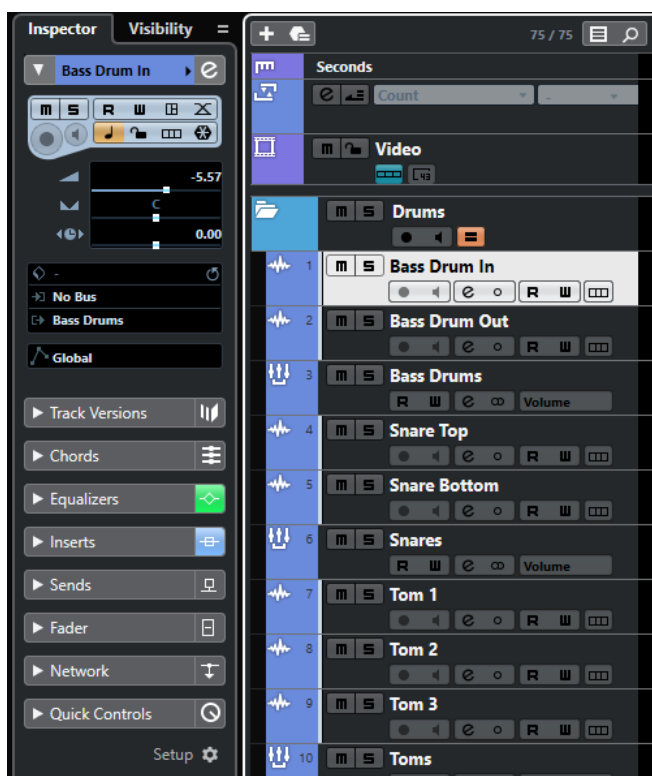 Inspector Visibility
Bass Drum In
m S R W
-5.57
C
0.00
-
No Bus
Bass Drums
Global
Track Versions
Chords
Equalizers
Inserts
Sends
Fader
Network
Quick Controls
Setup
75 / 75
Seconds
e Count -
m Video
43
m S Drums
1 m S Bass Drum In
e R W
2 m S Bass Drum Out
e R W
3 m S Bass Drums
R W e Volume
4 m S Snare Top
e R W
5 m S Snare Bottom
e R W
6 m S Snares
R W e Volume
7 m S Tom 1
e R W
8 m S Tom 2
e R W
9 m S Tom 3
e R W
10 m S Toms